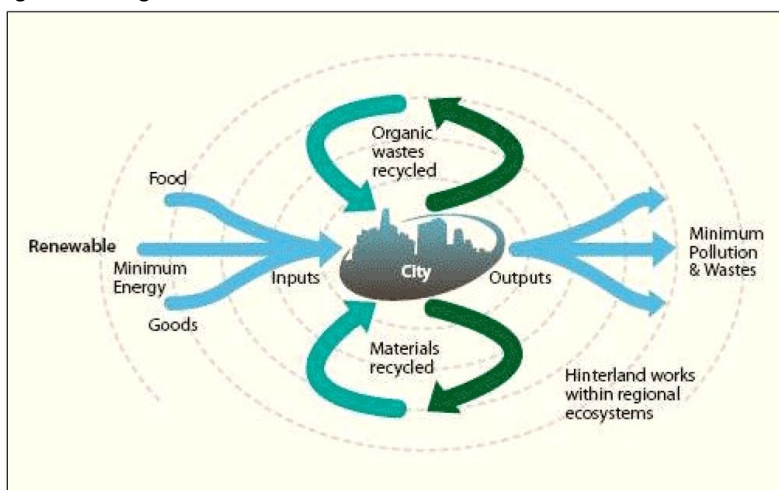 Organic
wastes
recycled
Food
Renewable
Minimum
Energy
Inputs
City
Outputs
Minimum
Pollution
& Wastes
Goods
Materials
recycled
Hinterland works
within regional
ecosystems